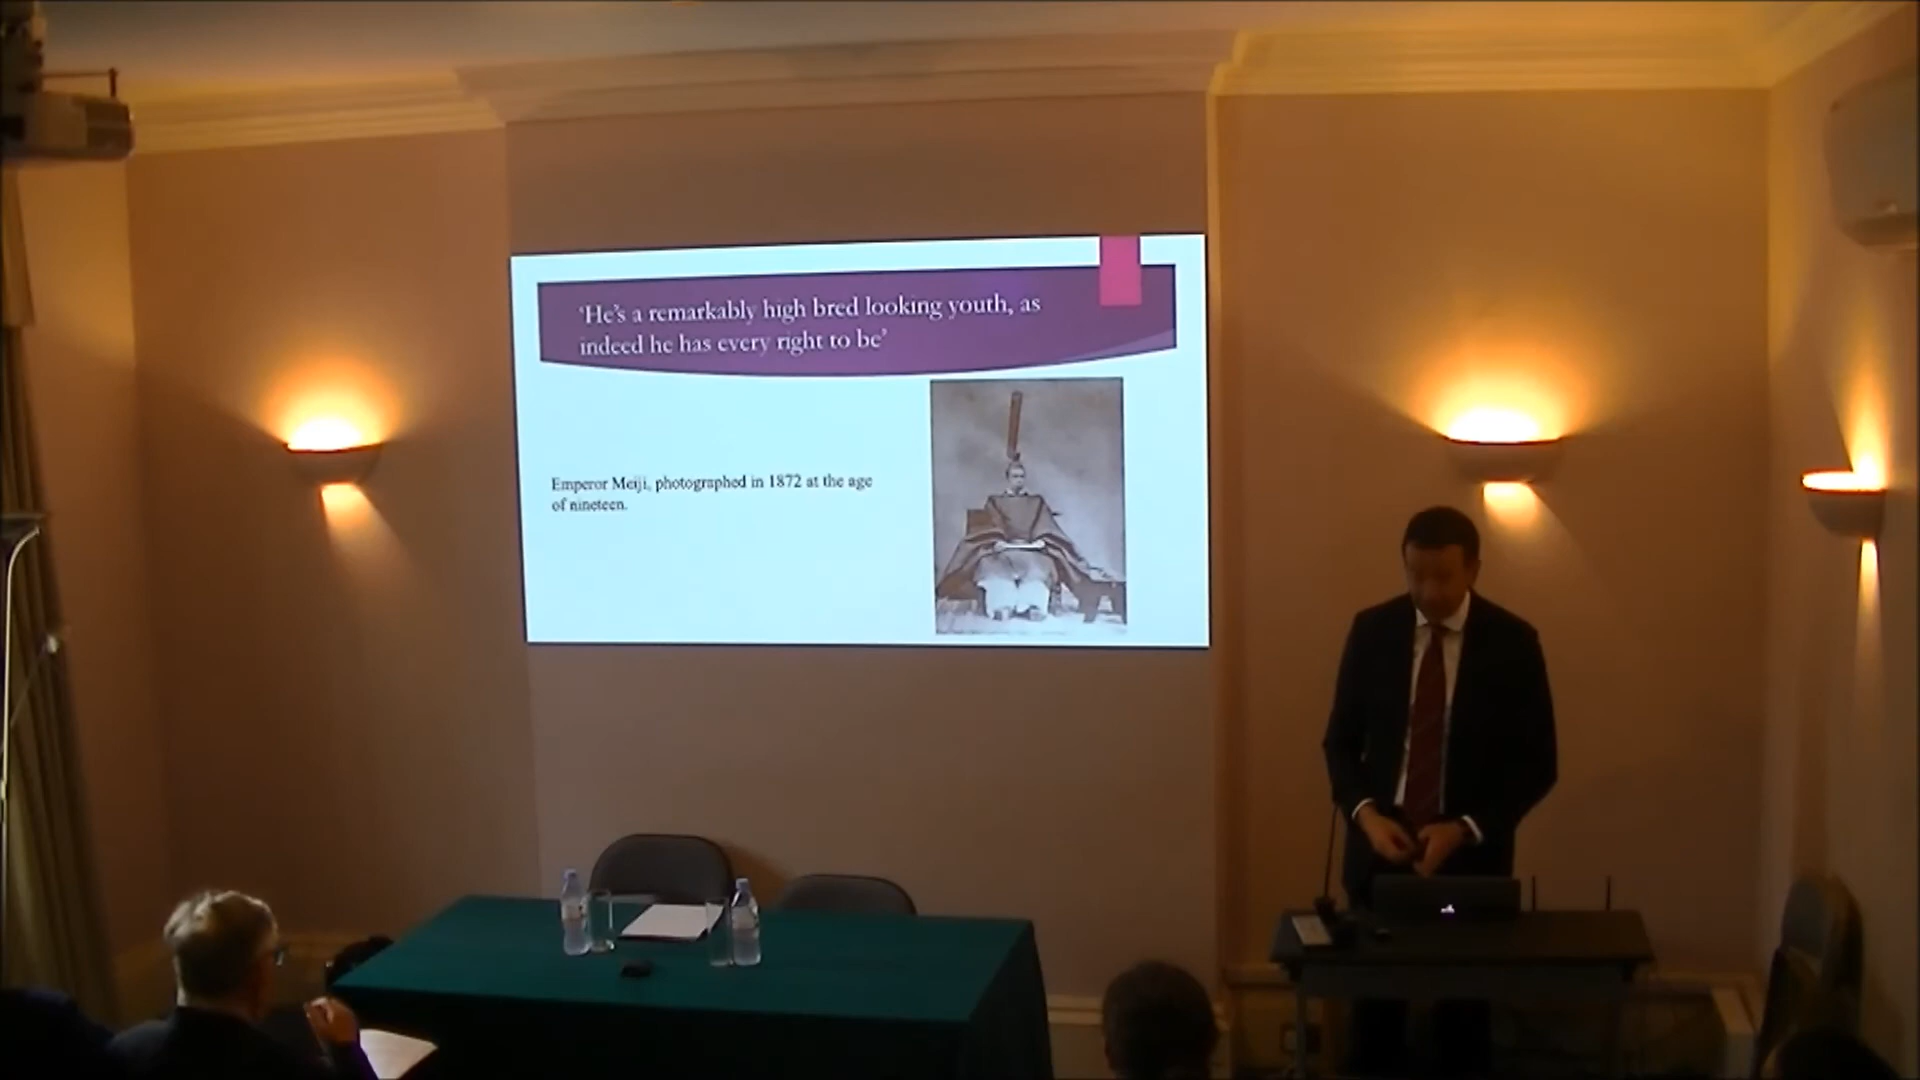 ‘He’s a remarkably high bred looking youth, as
indeed he has every right to be’
Emperor Meiji, photographed in 1872 at the age
of nineteen.